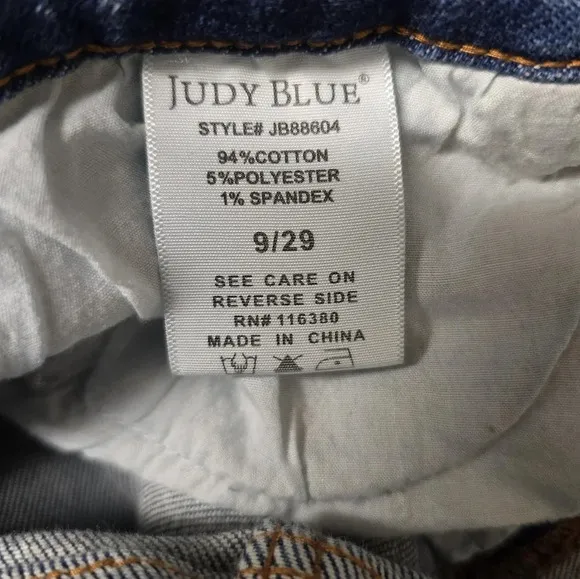 JUDY BLUE®
STYLE# JB88604
94%COTTON
5%POLYESTER
1% SPANDEX
9/29
SEE CARE ON
REVERSE SIDE
RN# 116380
MADE IN CHINA